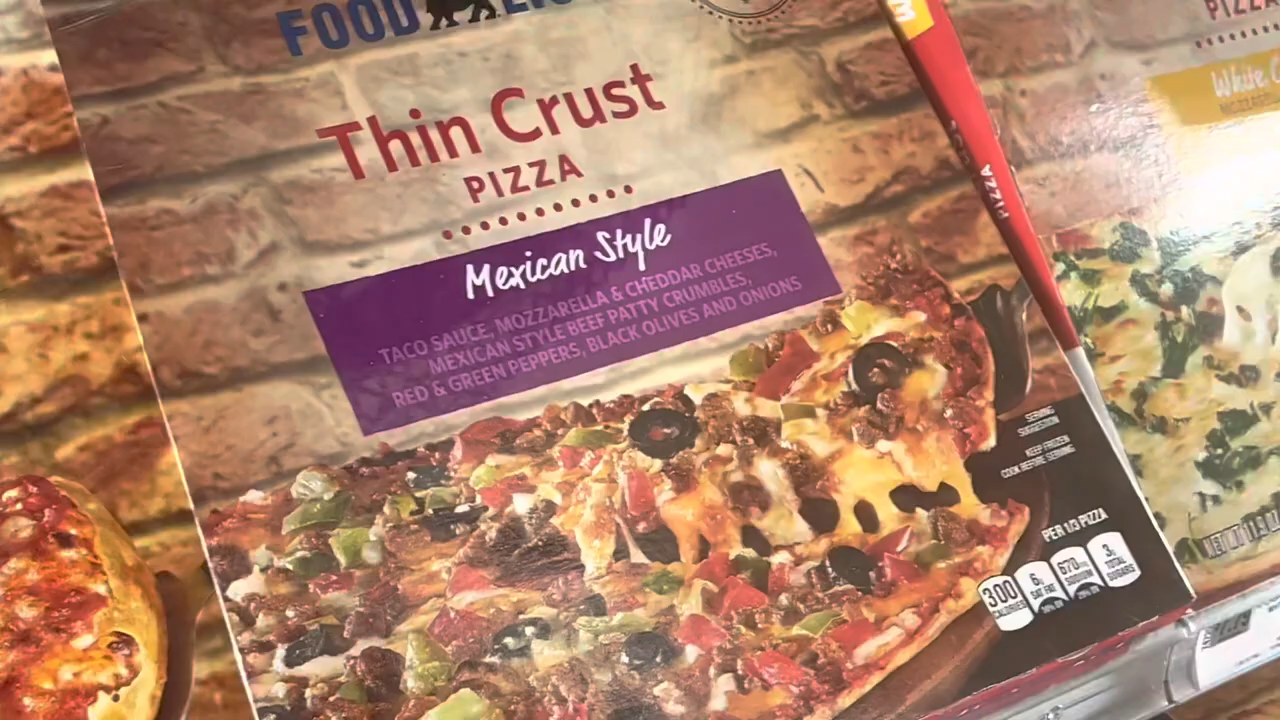 FOOD
Thin Crust
PIZZA
Mexican Style
TACO SAUCE, MOZZARELLA & CHEDDAR CHEESES,
MEXICAN STYLE BEEF PATTY CRUMBLES,
RED & GREEN PEPPERS, BLACK OLIVES AND ONIONS
SERVING
SUGGESTION
KEEP FROZEN
COOK BEFORE SERVING
PER 1/3 PIZZA
300 CALORIES
6g SAT FAT
670mg SODIUM
3g TOTAL SUGARS
PIZZA
PIZZA
White